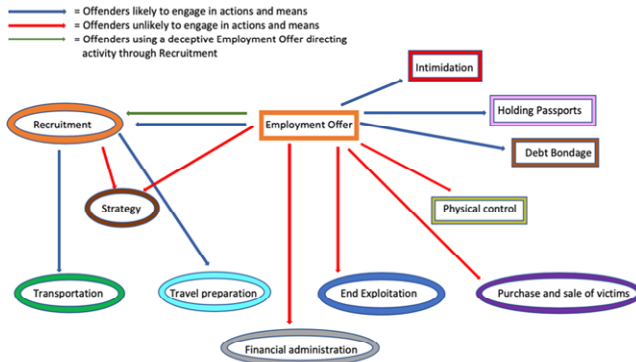 = Offenders likely to engage in actions and means
= Offenders unlikely to engage in actions and means
= Offenders using a deceptive Employment Offer directing
activity through Recruitment
Intimidation
Holding Passports
Recruitment
Employment Offer
Debt Bondage
Strategy
Physical control
Transportation
Travel preparation
End Exploitation
Purchase and sale of victims
Financial administration